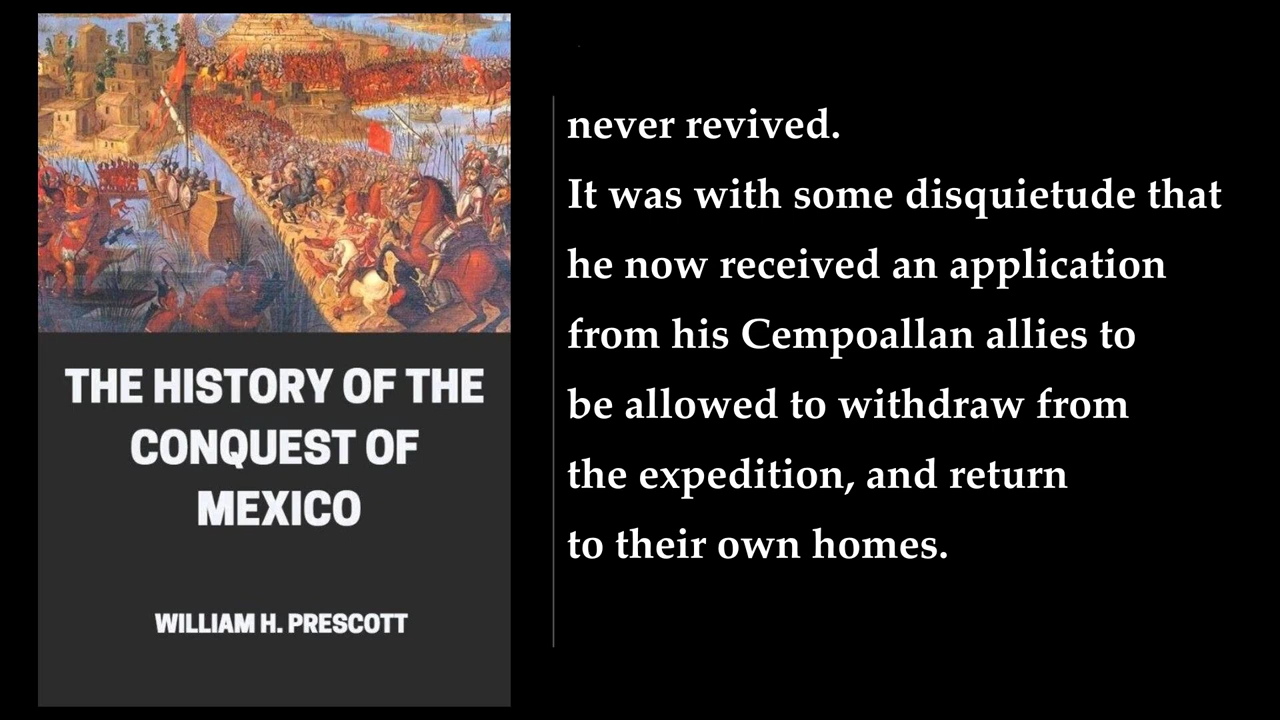 THE HISTORY OF THE
CONQUEST OF
MEXICO
WILLIAM H. PRESCOTT
never revived.
It was with some disquietude that
he now received an application
from his Cempoallan allies to
be allowed to withdraw from
the expedition, and return
to their own homes.